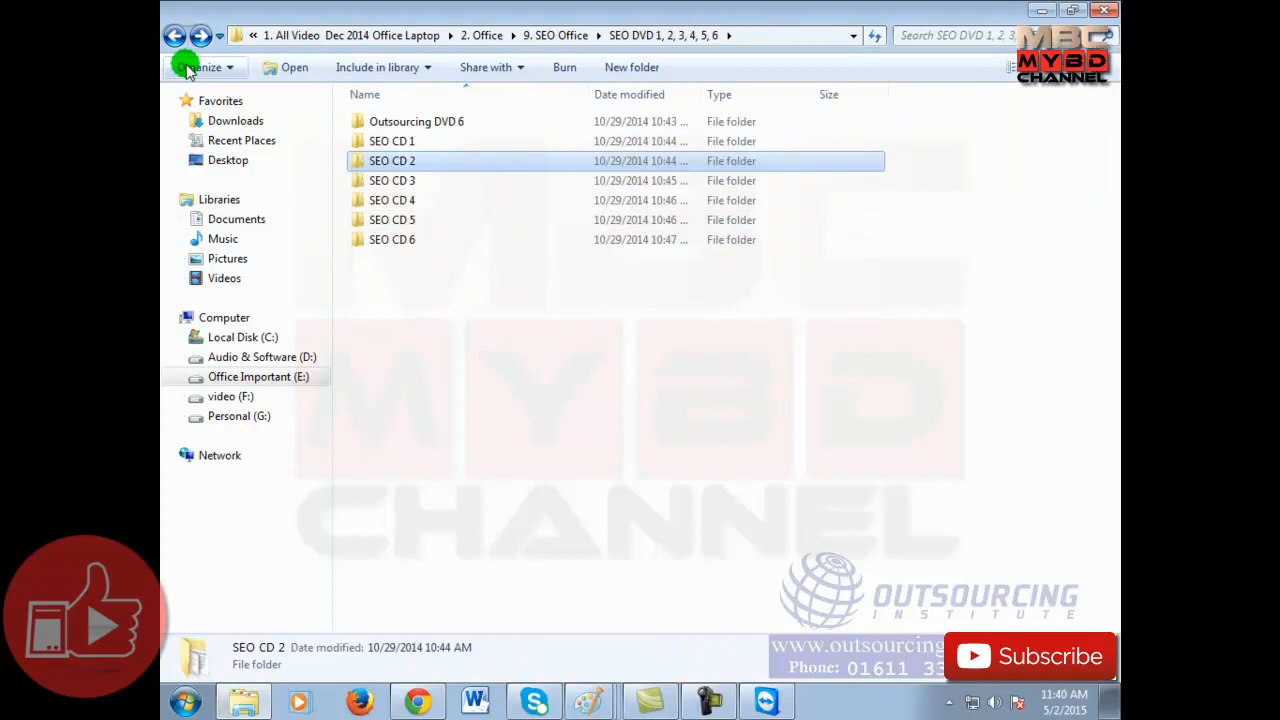 « 1. All Video  Dec 2014 Office Laptop ▸ 2. Office ▸ 9. SEO Office ▸ SEO DVD 1, 2, 3, 4, 5, 6 ▸
Search SEO DVD 1, 2, 3,
MBC
MYBD
CHANNEL
Organize
Open
Include in library
Share with
Burn
New folder
Favorites
Downloads
Recent Places
Desktop
Libraries
Documents
Music
Pictures
Videos
Computer
Local Disk (C:)
Audio & Software (D:)
Office Important (E:)
video (F:)
Personal (G:)
Network
Name Date modified Type Size
Outsourcing DVD 6 10/29/2014 10:43 ... File folder
SEO CD 1 10/29/2014 10:44 ... File folder
SEO CD 2 10/29/2014 10:44 ... File folder
SEO CD 3 10/29/2014 10:45 ... File folder
SEO CD 4 10/29/2014 10:46 ... File folder
SEO CD 5 10/29/2014 10:46 ... File folder
SEO CD 6 10/29/2014 10:47 ... File folder
MBC
MYBD
CHANNEL
OUTSOURCING
INSTITUTE
SEO CD 2 Date modified: 10/29/2014 10:44 AM
File folder
www.outsourcing
Phone: 01611 33
Subscribe
11:40 AM
5/2/2015